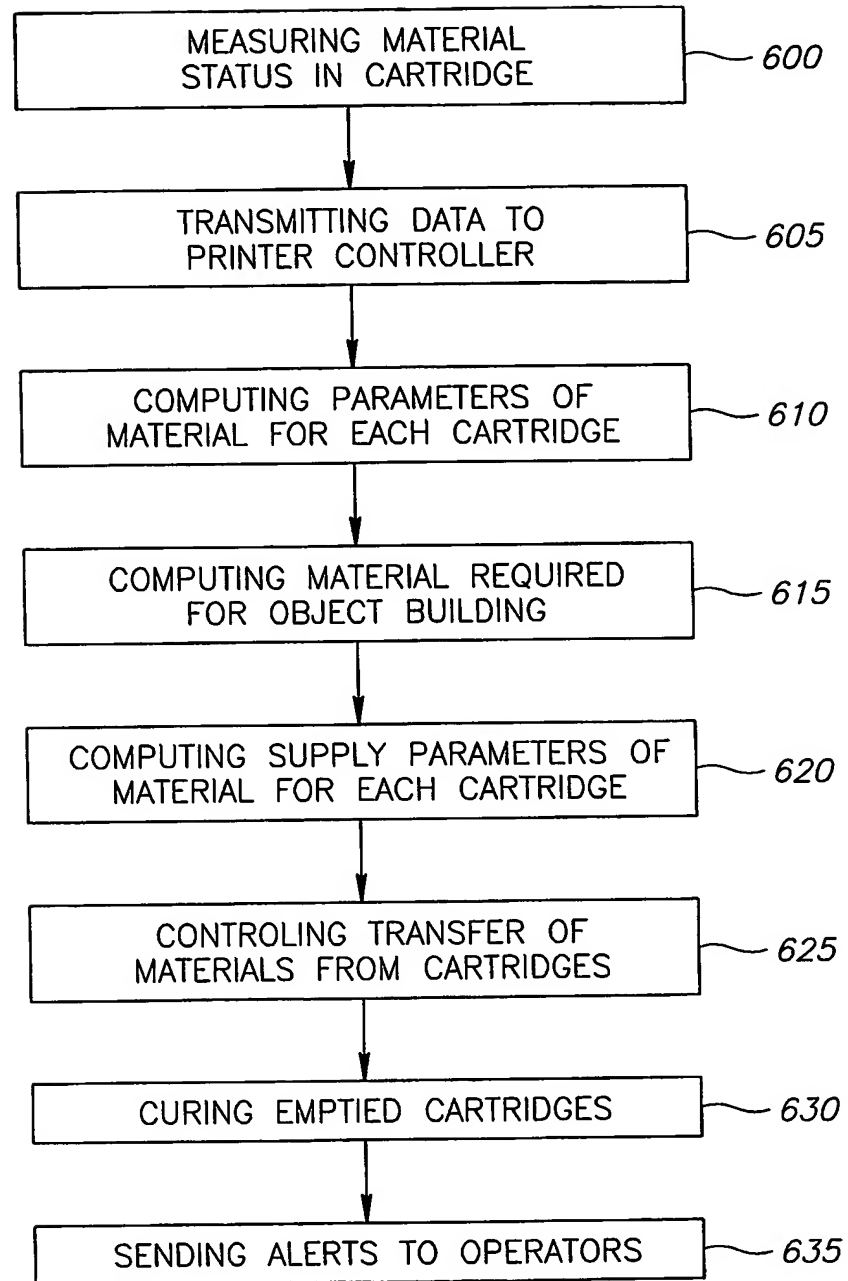 MEASURING MATERIAL
STATUS IN CARTRIDGE
600
TRANSMITTING DATA TO
PRINTER CONTROLLER
605
COMPUTING PARAMETERS OF
MATERIAL FOR EACH CARTRIDGE
610
COMPUTING MATERIAL REQUIRED
FOR OBJECT BUILDING
615
COMPUTING SUPPLY PARAMETERS OF
MATERIAL FOR EACH CARTRIDGE
620
CONTROLING TRANSFER OF
MATERIALS FROM CARTRIDGES
625
CURING EMPTIED CARTRIDGES
630
SENDING ALERTS TO OPERATORS
635